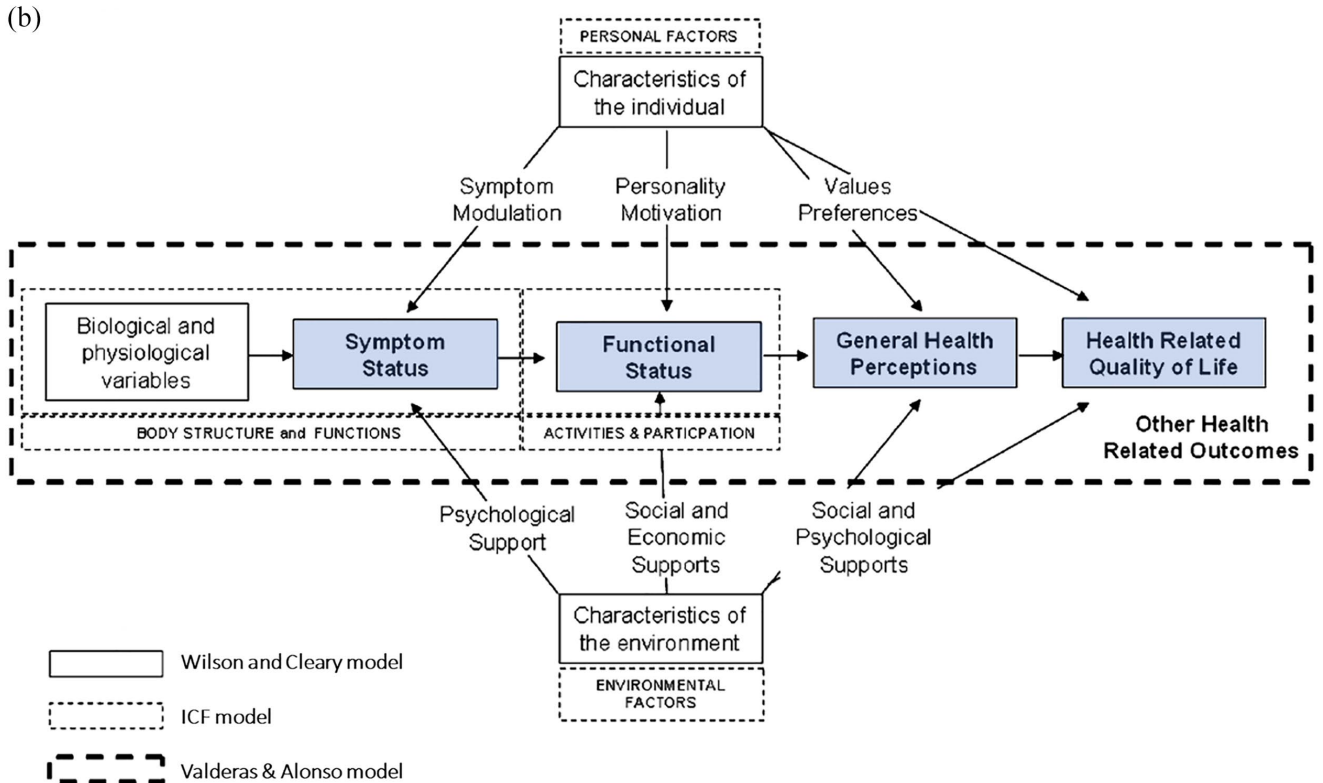 (b)
PERSONAL FACTORS
Characteristics of
the individual
Symptom
Modulation
Personality
Motivation
Values
Preferences
Biological and
physiological
variables
Symptom
Status
Functional
Status
General Health
Perceptions
Health Related
Quality of Life
BODY STRUCTURE and FUNCTIONS
ACTIVITIES & PARTICPATION
Other Health
Related Outcomes
Psychological
Support
Social and
Economic
Supports
Social and
Psychological
Supports
Characteristics of
the environment
ENVIRONMENTAL
FACTORS
Wilson and Cleary model
ICF model
Valderas & Alonso model